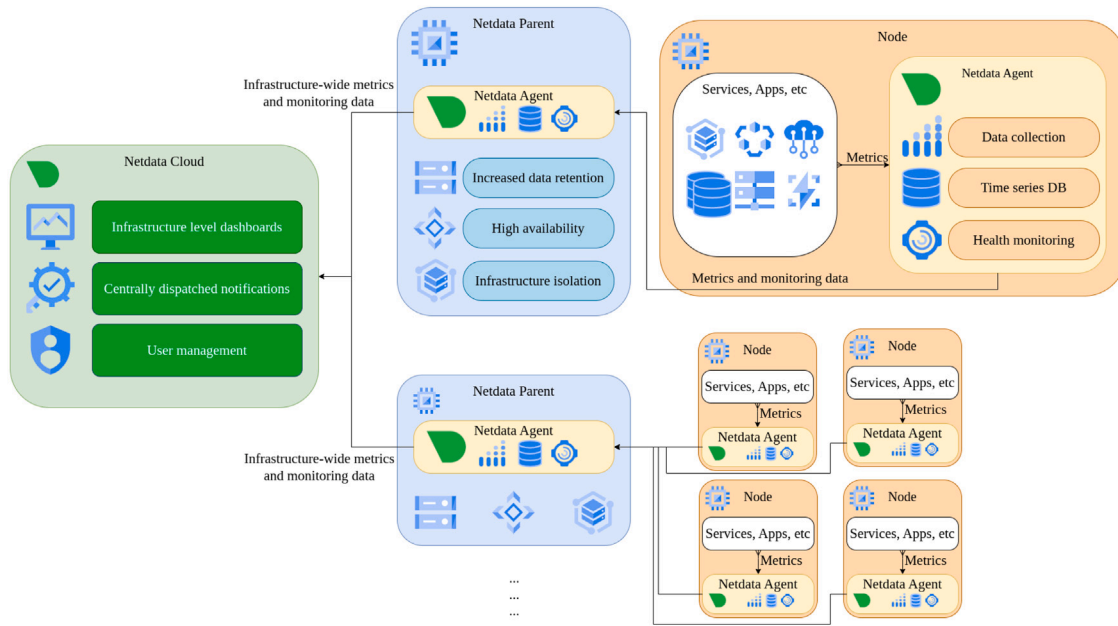 Netdata Cloud
Infrastructure level dashboards
Centrally dispatched notifications
User management
Infrastructure-wide metrics
and monitoring data
Netdata Parent
Netdata Agent
Increased data retention
High availability
Infrastructure isolation
Node
Services, Apps, etc
Metrics
Netdata Agent
Data collection
Time series DB
Health monitoring
Metrics and monitoring data
Infrastructure-wide metrics
and monitoring data
Netdata Parent
Netdata Agent
...
...
...
Node
Services, Apps, etc
Metrics
Netdata Agent
Node
Services, Apps, etc
Metrics
Netdata Agent
Node
Services, Apps, etc
Metrics
Netdata Agent
Node
Services, Apps, etc
Metrics
Netdata Agent